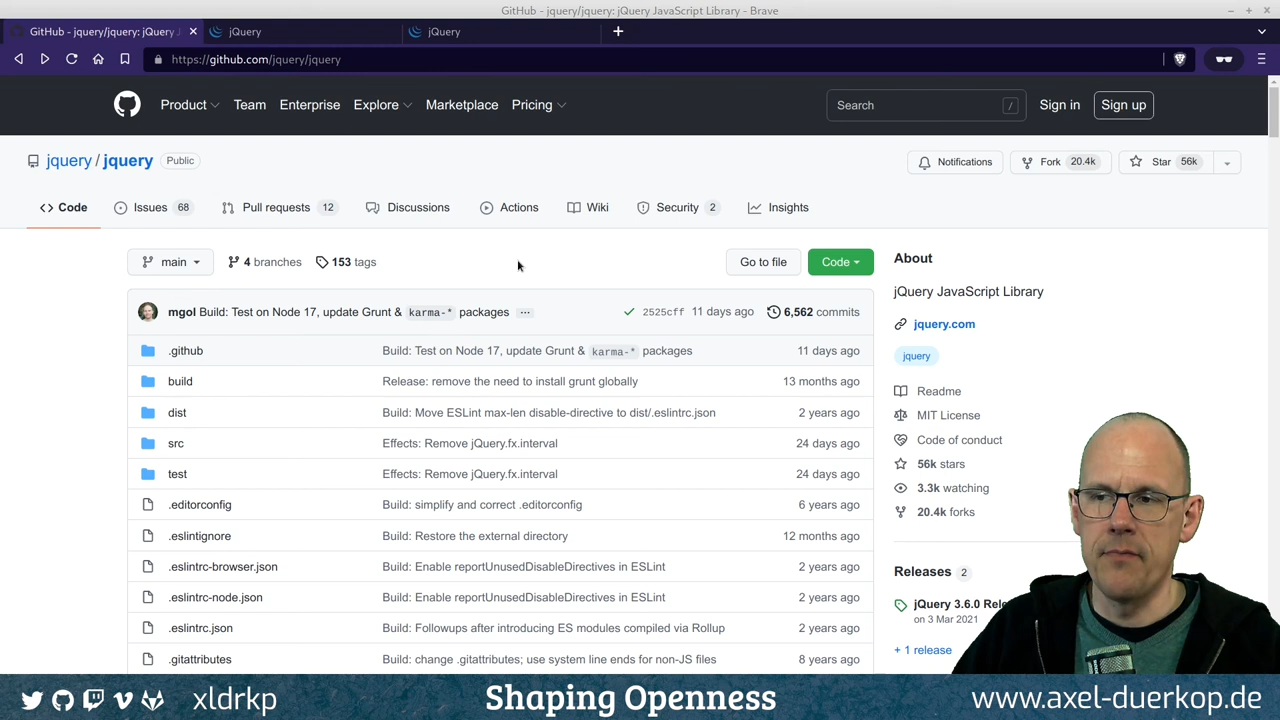 GitHub - jquery/jquery: jQuery JavaScript Library - Brave
GitHub - jquery/jquery: jQuery J
jQuery
jQuery
https://github.com/jquery/jquery
Product Team Enterprise Explore Marketplace Pricing
Search /
Sign in Sign up
jquery / jquery Public
Notifications Fork 20.4k Star 56k
Code Issues 68 Pull requests 12 Discussions Actions Wiki Security 2 Insights
main 4 branches 153 tags Go to file Code
mgol Build: Test on Node 17, update Grunt & karma-* packages ... 2525cff 11 days ago 6,562 commits
.github Build: Test on Node 17, update Grunt & karma-* packages 11 days ago
build Release: remove the need to install grunt globally 13 months ago
dist Build: Move ESLint max-len disable-directive to dist/.eslintrc.json 2 years ago
src Effects: Remove jQuery.fx.interval 24 days ago
test Effects: Remove jQuery.fx.interval 24 days ago
.editorconfig Build: simplify and correct .editorconfig 6 years ago
.eslintignore Build: Restore the external directory 12 months ago
.eslintrc-browser.json Build: Enable reportUnusedDisableDirectives in ESLint 2 years ago
.eslintrc-node.json Build: Enable reportUnusedDisableDirectives in ESLint 2 years ago
.eslintrc.json Build: Followups after introducing ES modules compiled via Rollup 2 years ago
.gitattributes Build: change .gitattributes; use system line ends for non-JS files 8 years ago
About
jQuery JavaScript Library
jquery.com
jquery
Readme
MIT License
Code of conduct
56k stars
3.3k watching
20.4k forks
Releases 2
jQuery 3.6.0
on 3 Mar 2021
+ 1 release
xldrkp
Shaping Openness
www.axel-duerkop.de